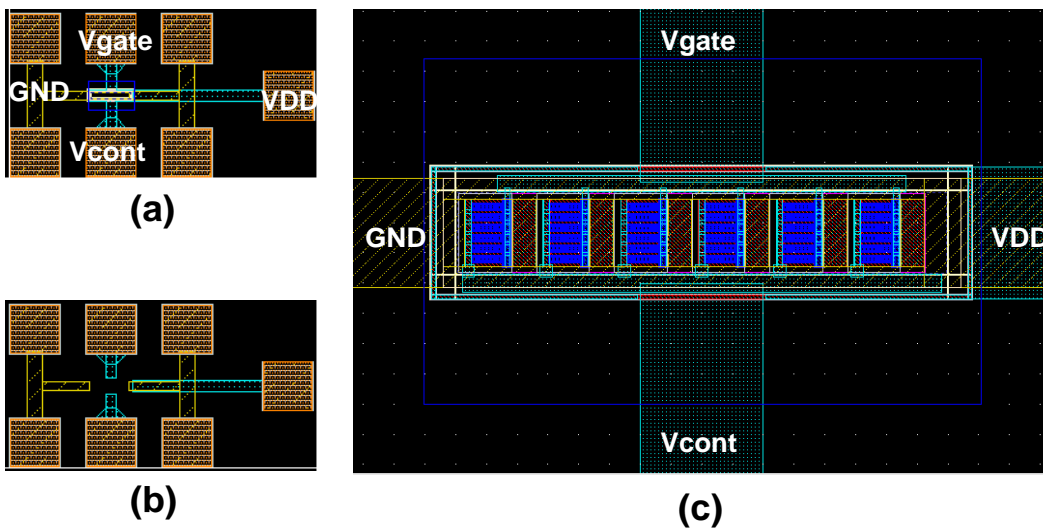 Vgate
GND
VDD
Vcont
(a)
(b)
Vgate
GND
VDD
Vcont
(c)